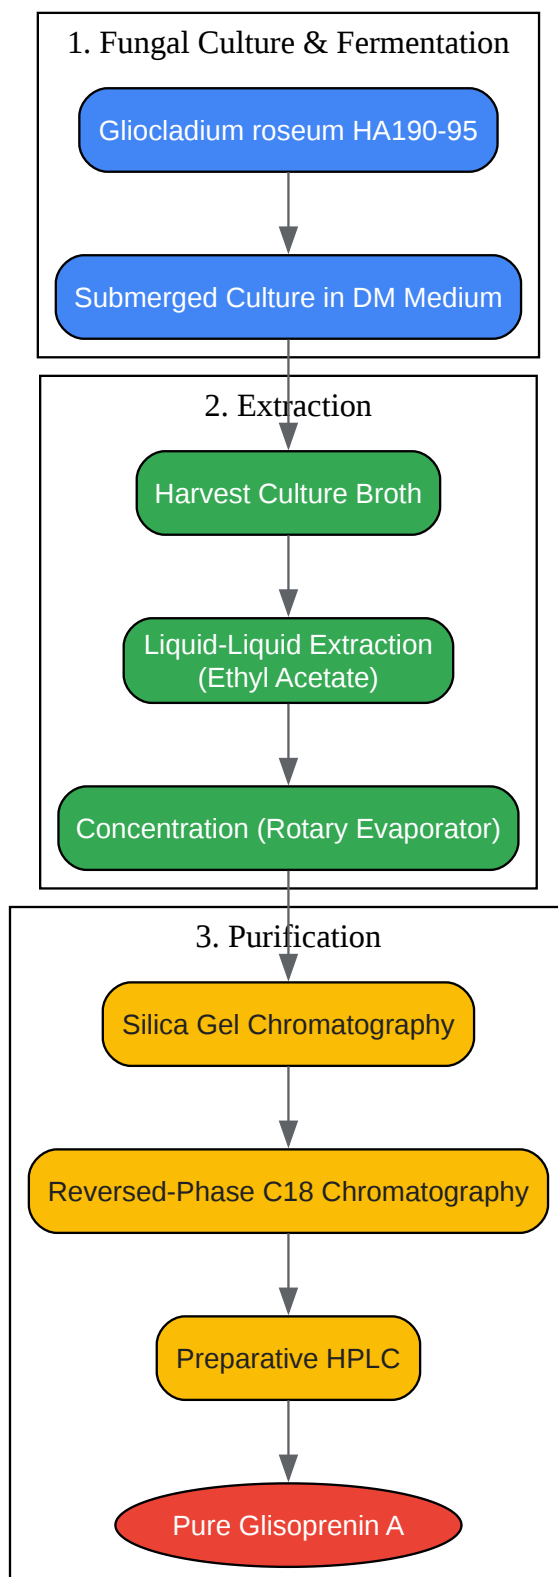 1. Fungal Culture & Fermentation
Gliocladium roseum HA190-95
Submerged Culture in DM Medium
2. Extraction
Harvest Culture Broth
Liquid-Liquid Extraction
(Ethyl Acetate)
Concentration (Rotary Evaporator)
3. Purification
Silica Gel Chromatography
Reversed-Phase C18 Chromatography
Preparative HPLC
Pure Glisoprenin A